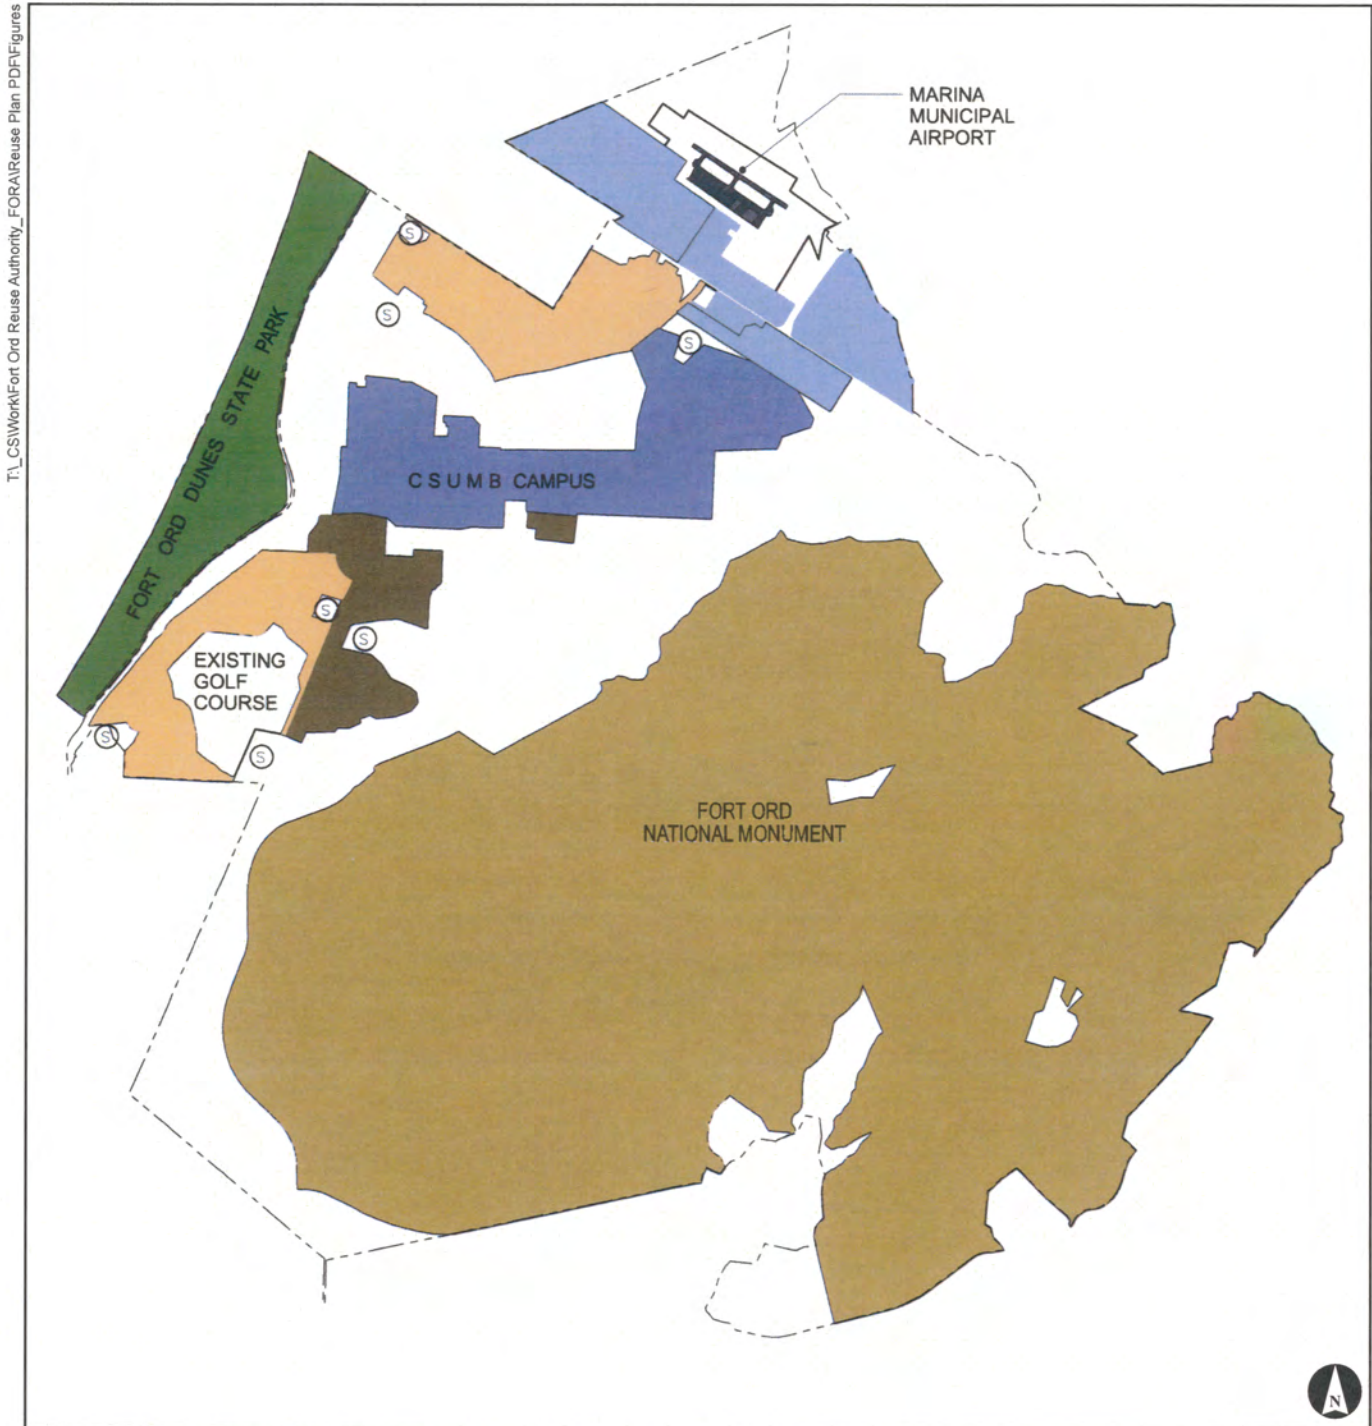 T:\_CS\Work\Fort Ord Reuse Authority_FORA\Reuse Plan PDF\Figures
MARINA
MUNICIPAL
AIRPORT
S
S
S
FORT ORD DUNES STATE PARK
C S U M B CAMPUS
S
S
EXISTING
GOLF
COURSE
S
S
FORT ORD
NATIONAL MONUMENT
N